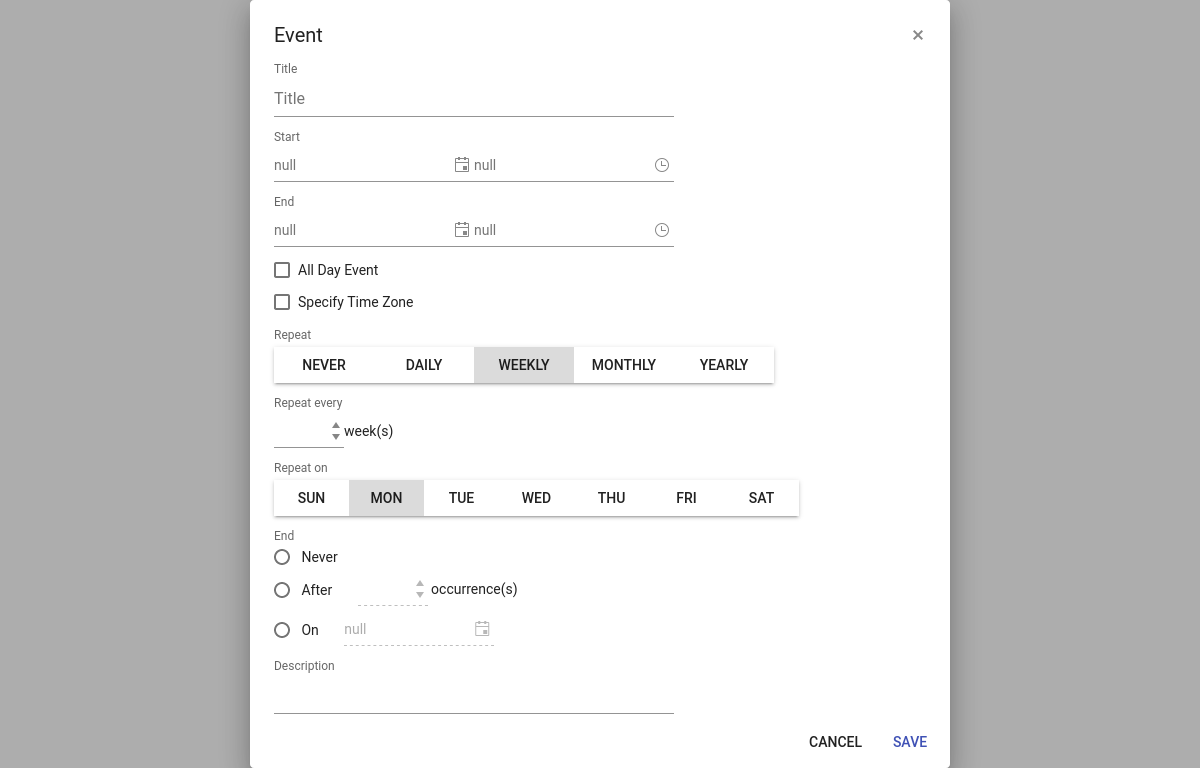 Event
Title
Title
Start
null null
End
null null
All Day Event
Specify Time Zone
Repeat
NEVER DAILY WEEKLY MONTHLY YEARLY
Repeat every
week(s)
Repeat on
SUN MON TUE WED THU FRI SAT
End
Never
After occurrence(s)
On null
Description
CANCEL SAVE